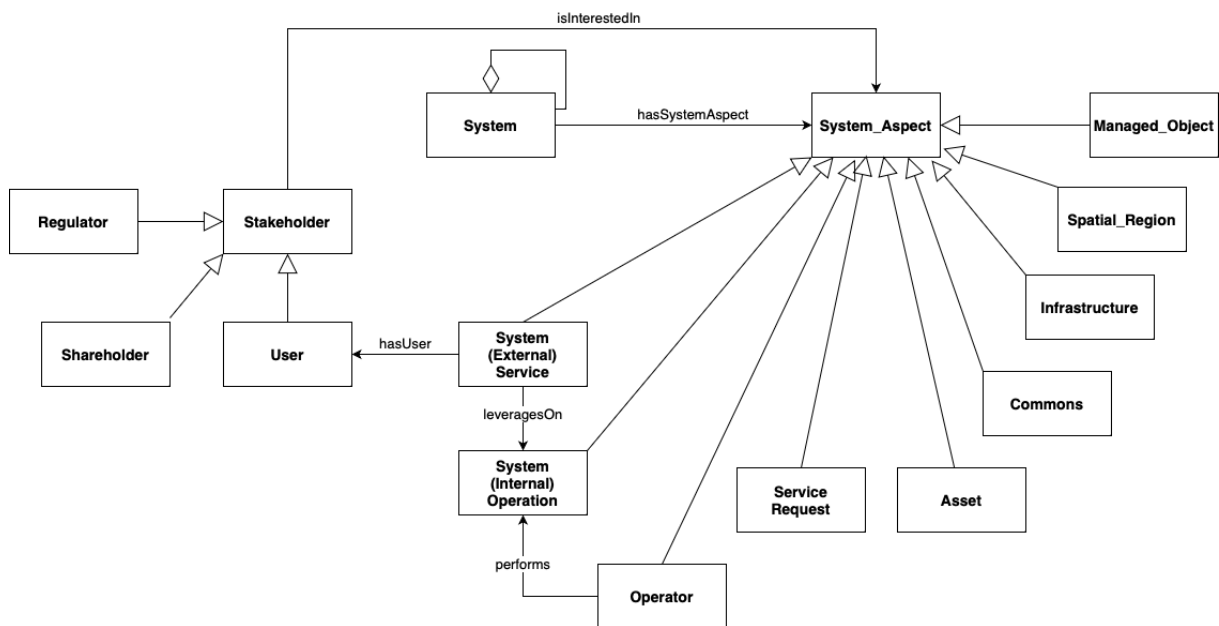 isInterestedIn
System
hasSystemAspect
System_Aspect
Managed_Object
Regulator
Stakeholder
Spatial_Region
Infrastructure
Shareholder
User
hasUser
System
(External)
Service
Commons
leveragesOn
System
(Internal)
Operation
Service
Request
Asset
performs
Operator